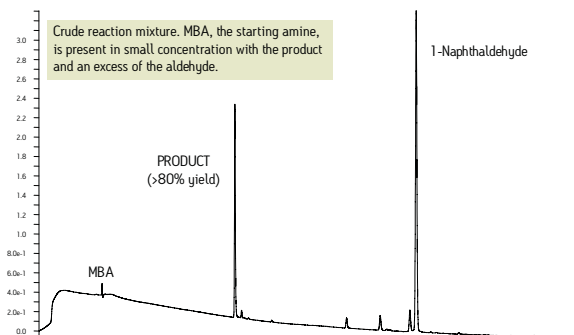 Crude reaction mixture. MBA, the starting amine,
is present in small concentration with the product
and an excess of the aldehyde.
1-Naphthaldehyde
PRODUCT
(>80% yield)
MBA
3.0
2.8
2.6
2.4
2.2
2.0
1.8
1.6
1.4
1.2
1.0
8.0e-1
6.0e-1
4.0e-1
2.0e-1
0.0